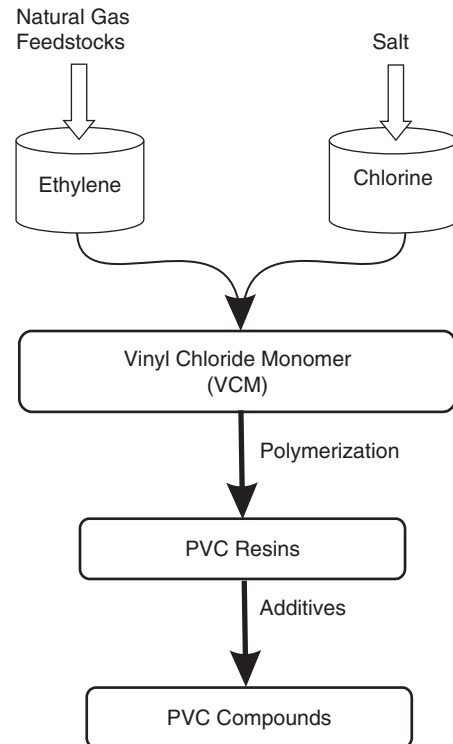 Natural Gas
Feedstocks
Salt
Ethylene
Chlorine
Vinyl Chloride Monomer
(VCM)
Polymerization
PVC Resins
Additives
PVC Compounds